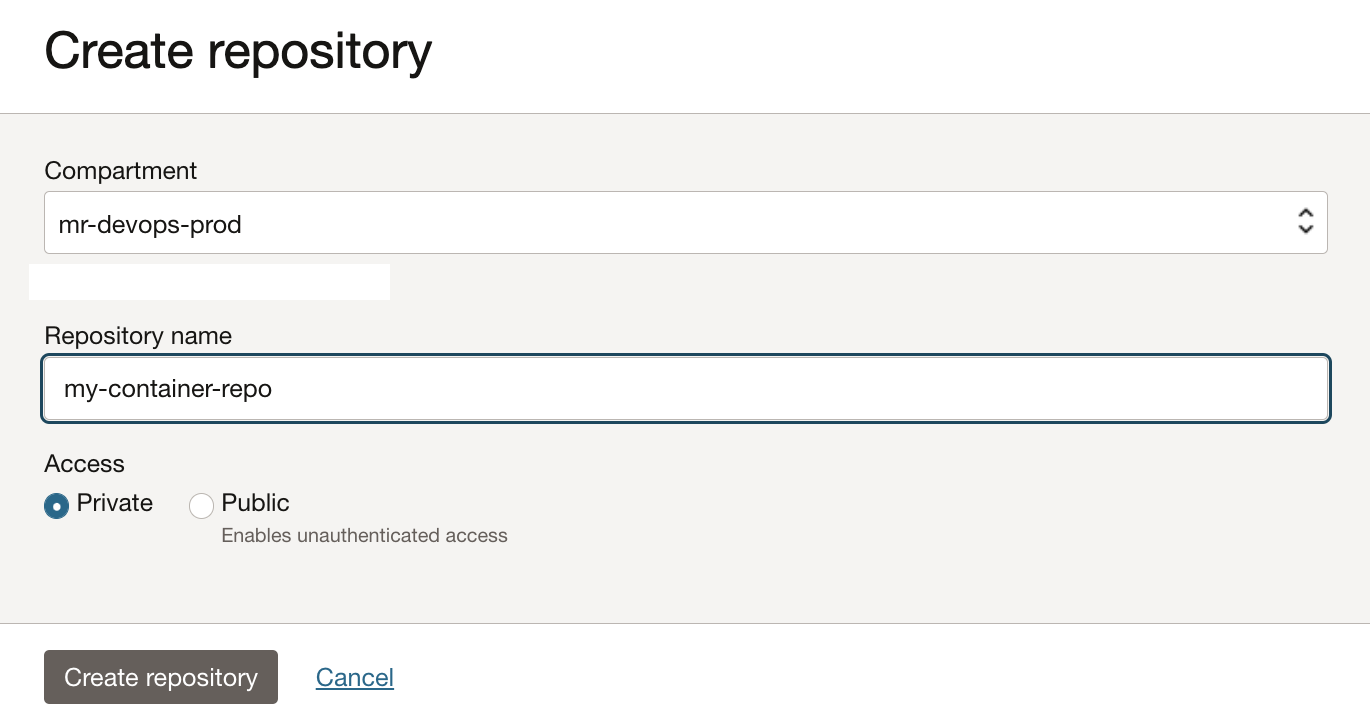 Create repository
Compartment
mr-devops-prod
Repository name
my-container-repo
Access
Private Public
Enables unauthenticated access
Create repository Cancel